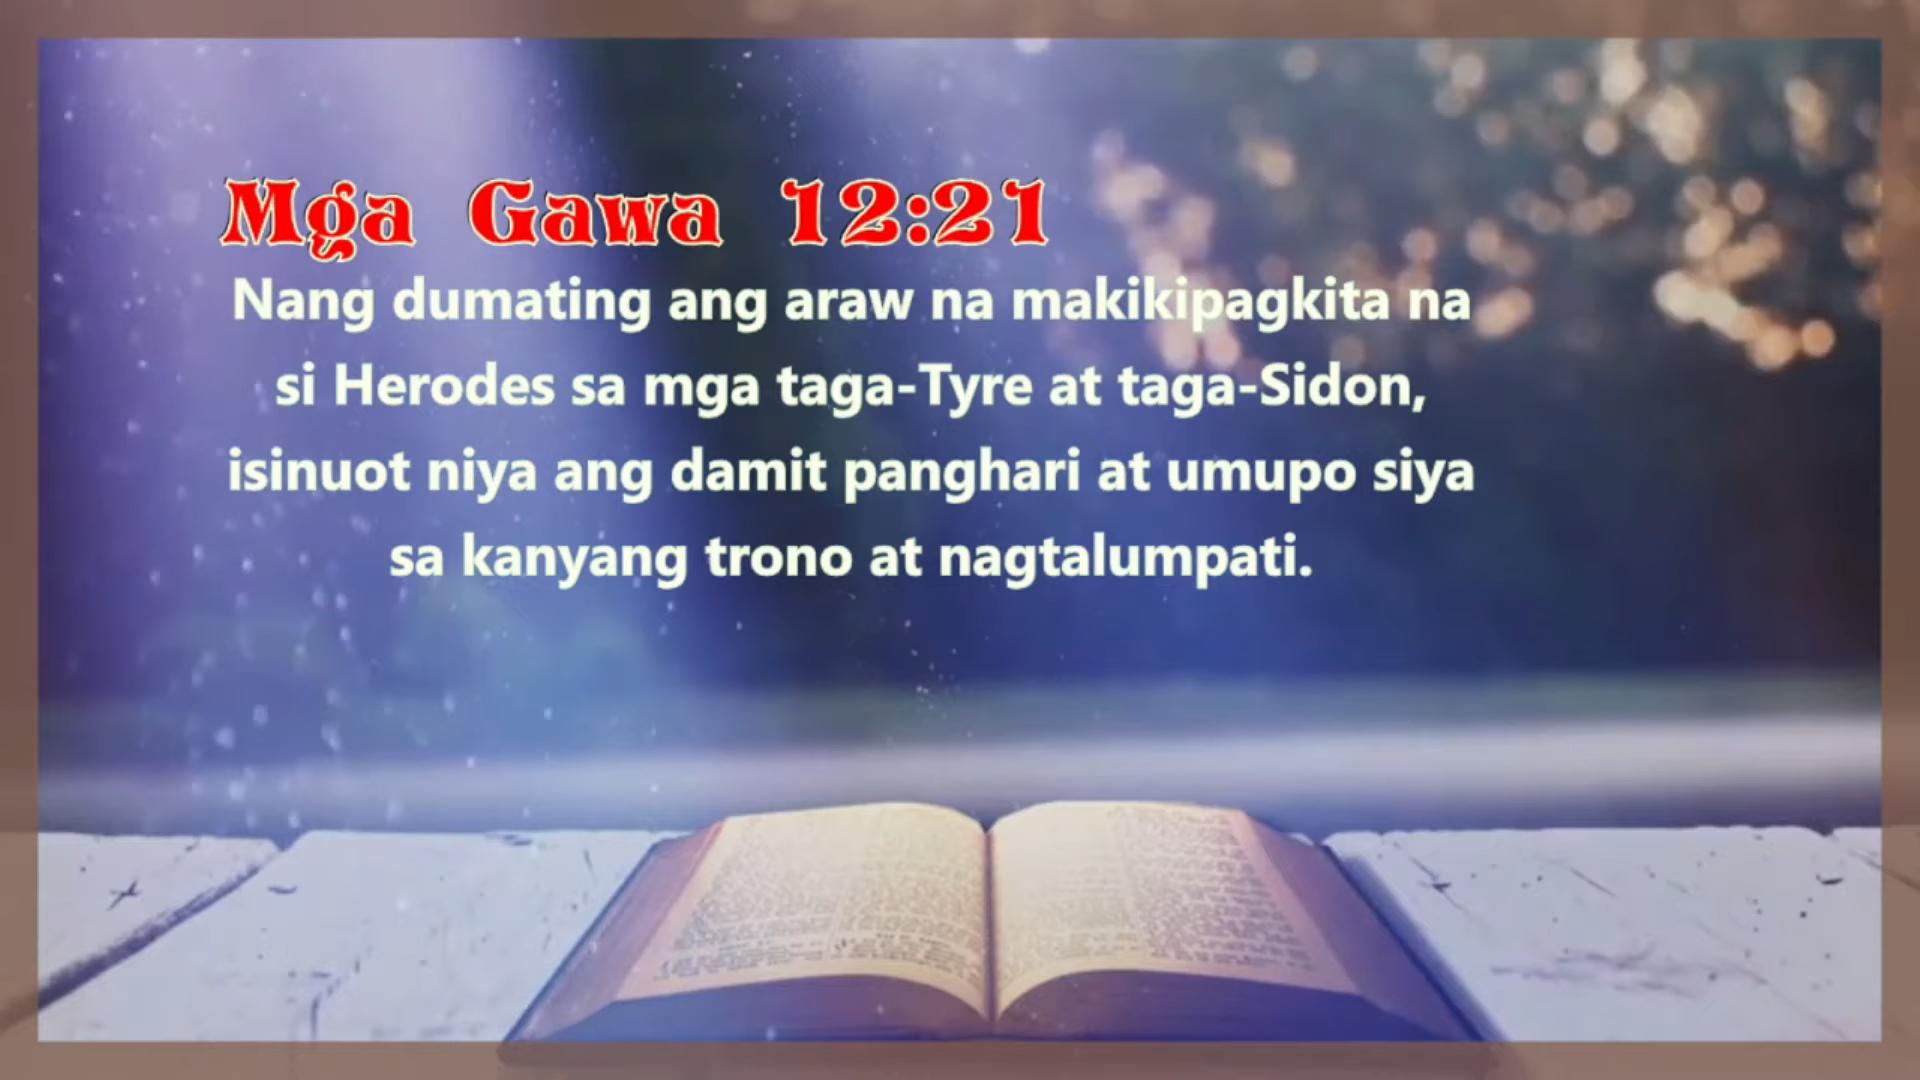 Mga Gawa 12:21
Nang dumating ang araw na makikipagkita na
si Herodes sa mga taga-Tyre at taga-Sidon,
isinuot niya ang damit panghari at umupo siya
sa kanyang trono at nagtalumpati.